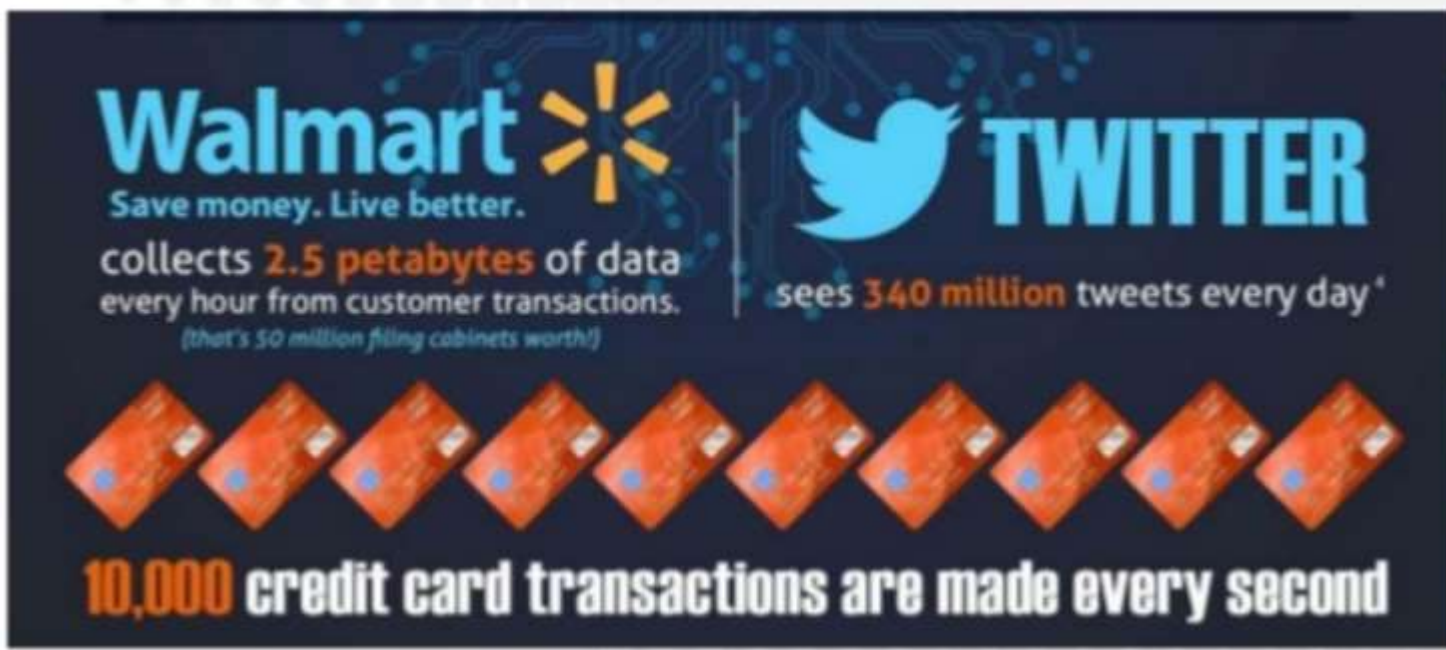 Walmart
Save money. Live better.
collects 2.5 petabytes of data
every hour from customer transactions.
(that's 50 million filing cabinets worth!)
TWITTER
sees 340 million tweets every day⁴
10,000 credit card transactions are made every second